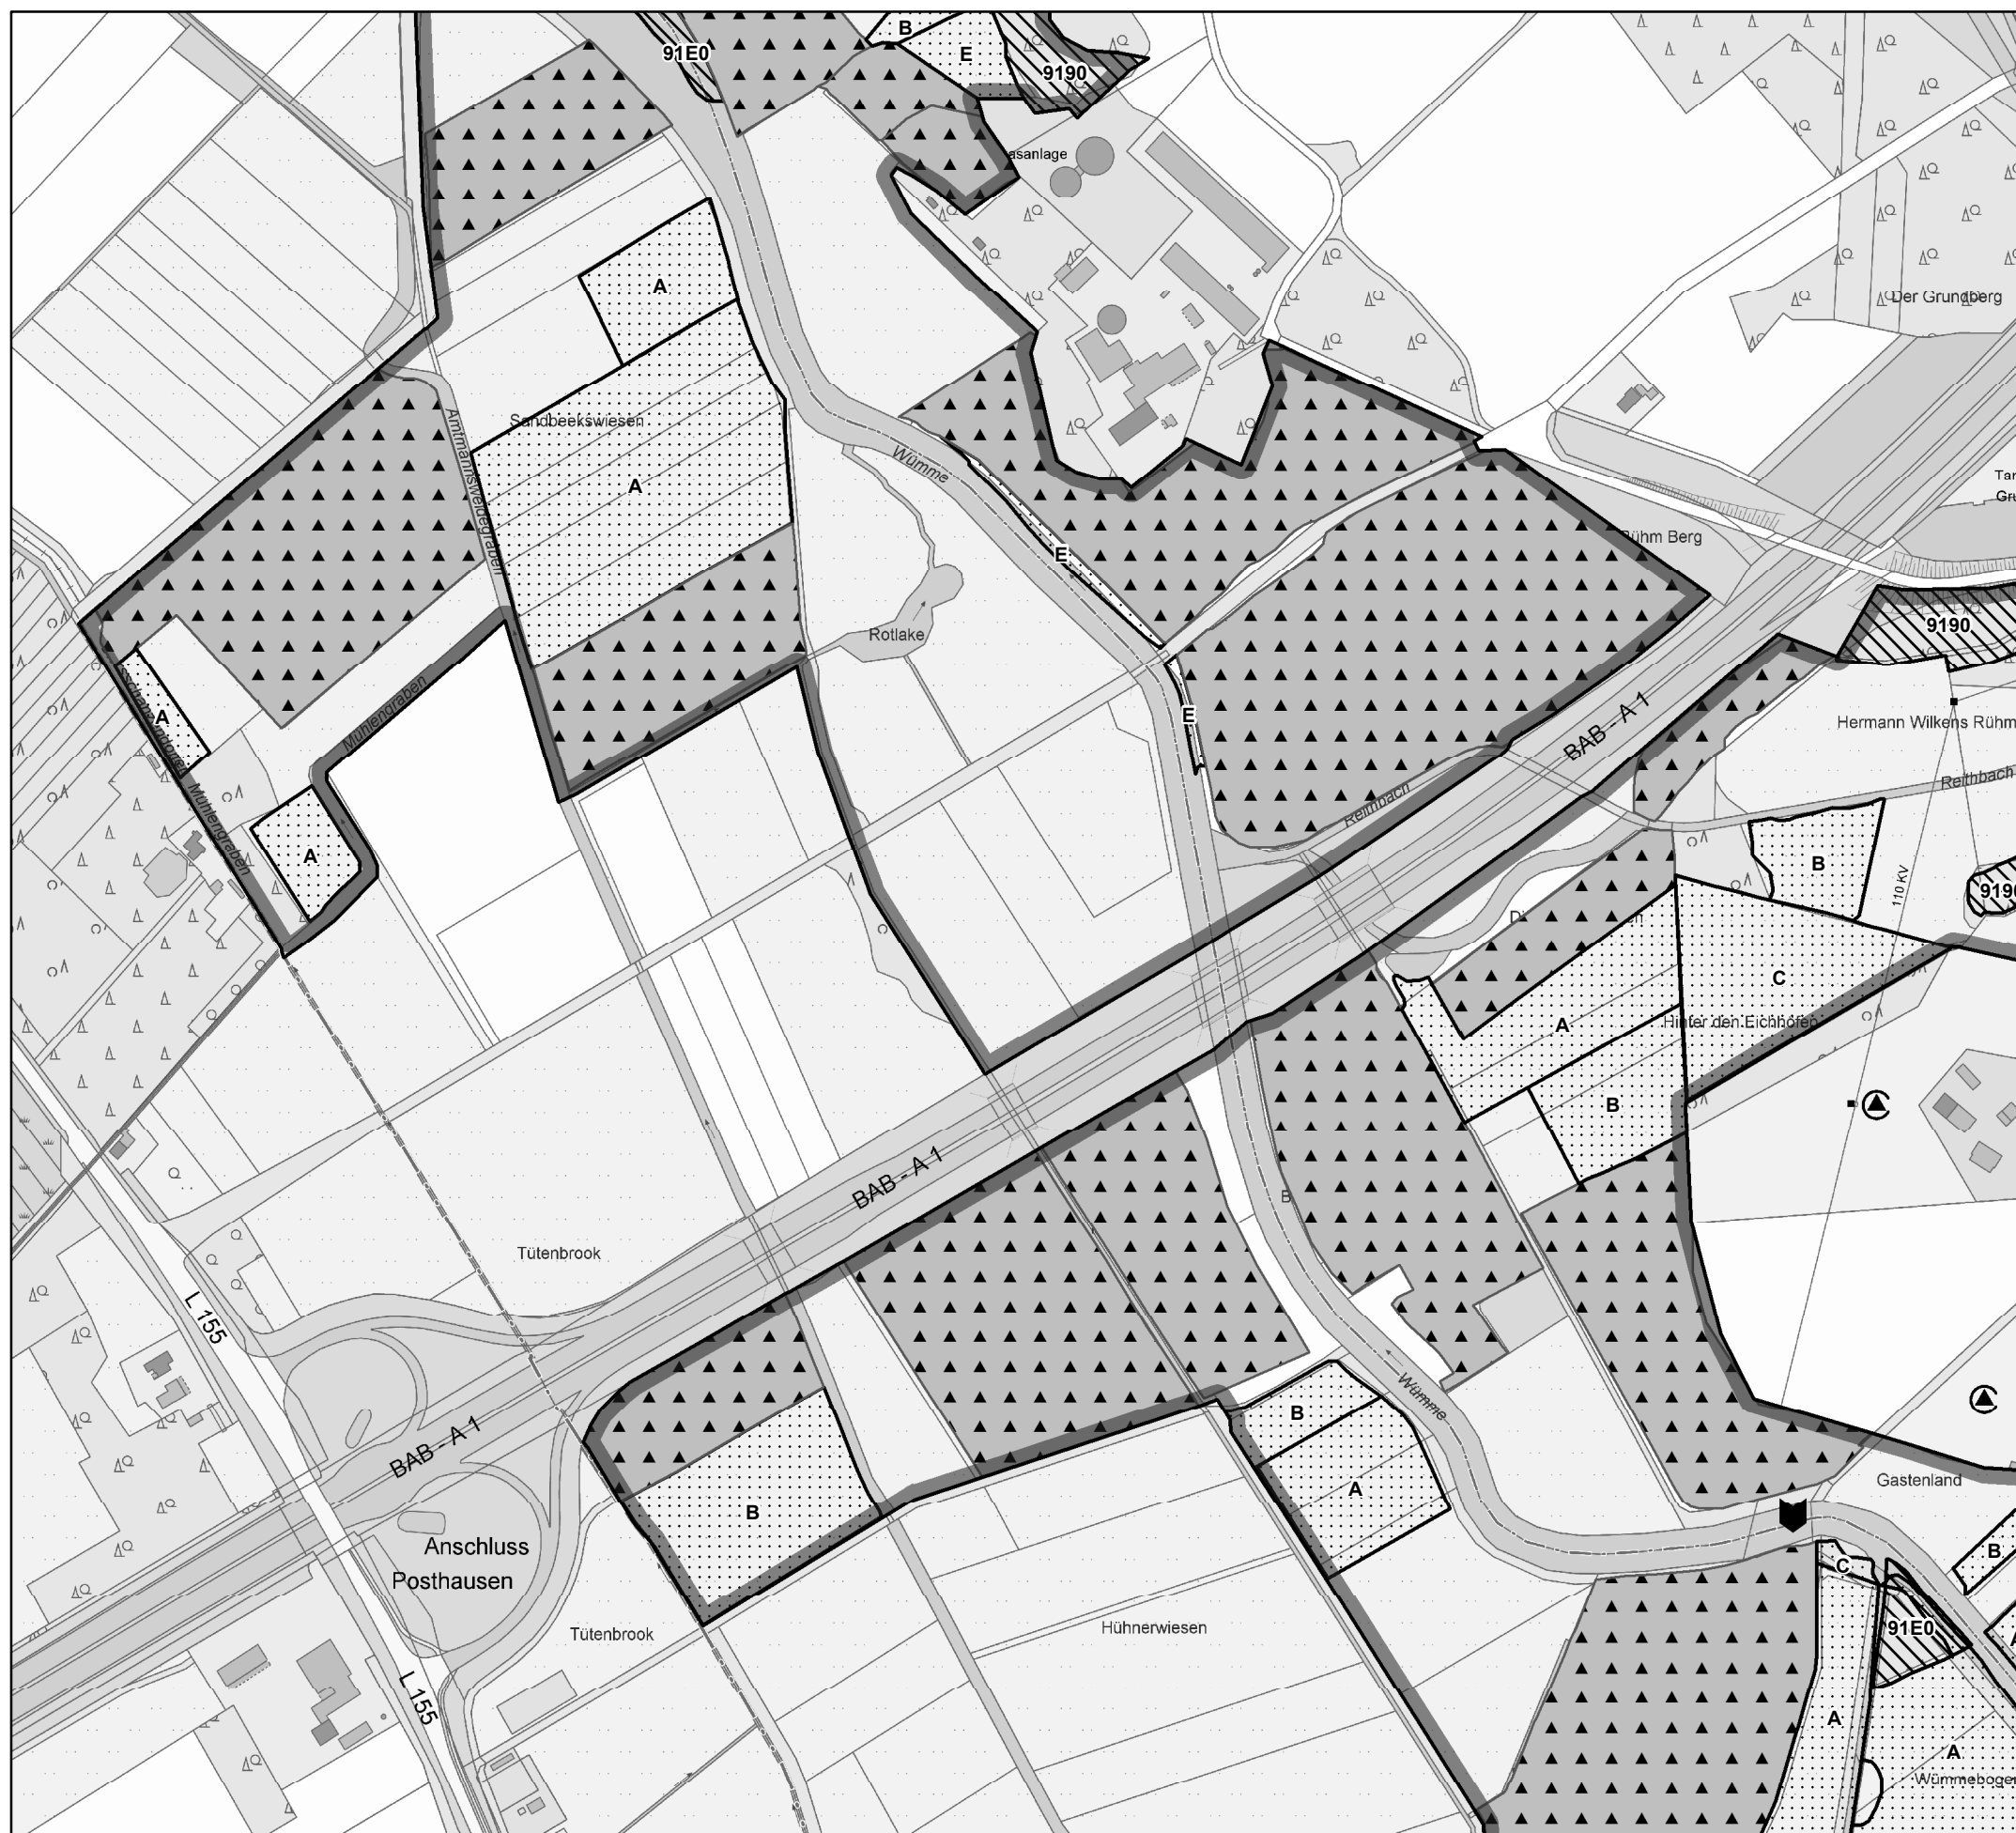 B
91E0
E
9190
asanlage
A
Der Grundberg
Sandbeekswiesen
Amtmannsweidegraben
A
Wümme
Rühm Berg
E
9190
Rotlake
A
E
BAB - A 1
Hermann Wilkens Rühm
Reithbach
Mühlengraben
Reithbach
Mühlengraben
A
B
110 KV
9190
C
A
Hinter den Eichhöfen
B
BAB - A 1
B
Tütenbrook
L 155
Wümme
B
A
BAB - A 1
B
Gastenland
Anschluss
Posthausen
B
C
Tütenbrook
Hühnerwiesen
91E0
L 155
A
A
Wümmebogen